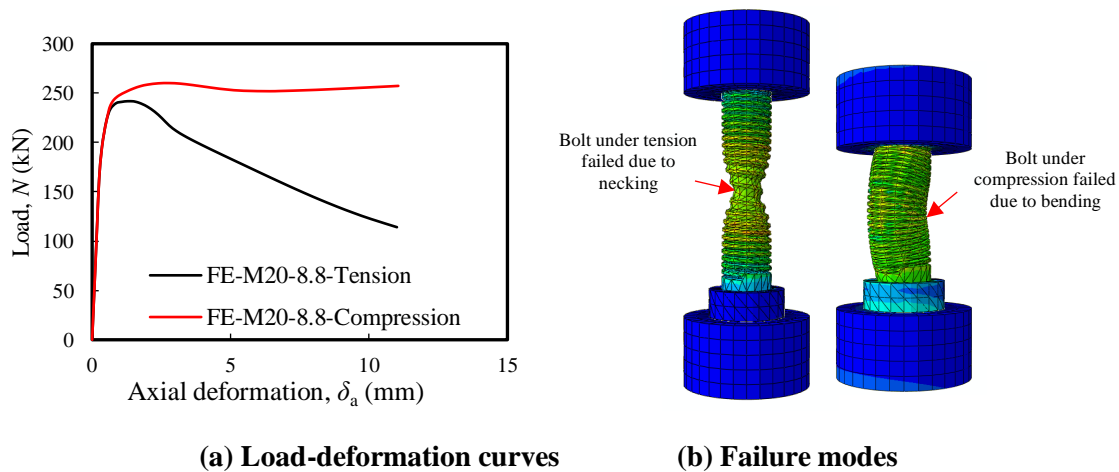 300
250
200
150
100
50
0
Load, N (kN)
FE-M20-8.8-Tension
FE-M20-8.8-Compression
0
5
10
15
Axial deformation, δa (mm)
Bolt under tension
failed due to
necking
Bolt under
compression failed
due to bending
(a) Load-deformation curves
(b) Failure modes